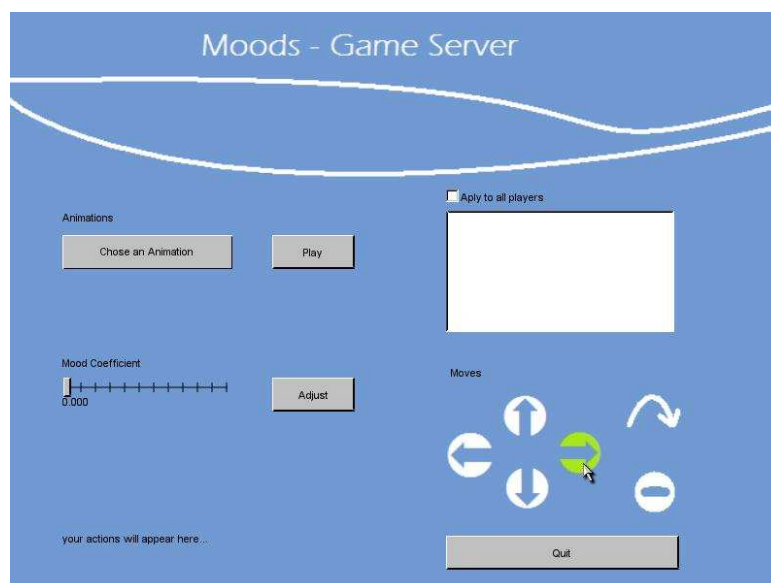 Moods - Game Server
Aply to all players
Animations
Chose an Animation
Play
Mood Coefficient
0.000
Adjust
Moves
your actions will appear here...
Quit